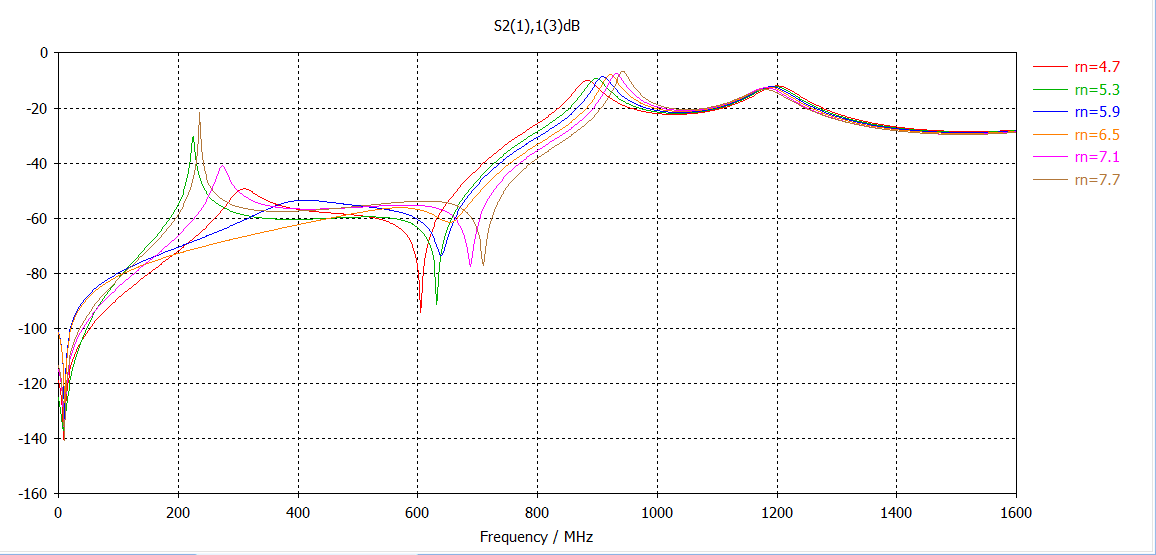 S2(1),1(3)dB
0
-20
-40
-60
-80
-100
-120
-140
-160
0 200 400 600 800 1000 1200 1400 1600
Frequency / MHz
rn=4.7
rn=5.3
rn=5.9
rn=6.5
rn=7.1
rn=7.7